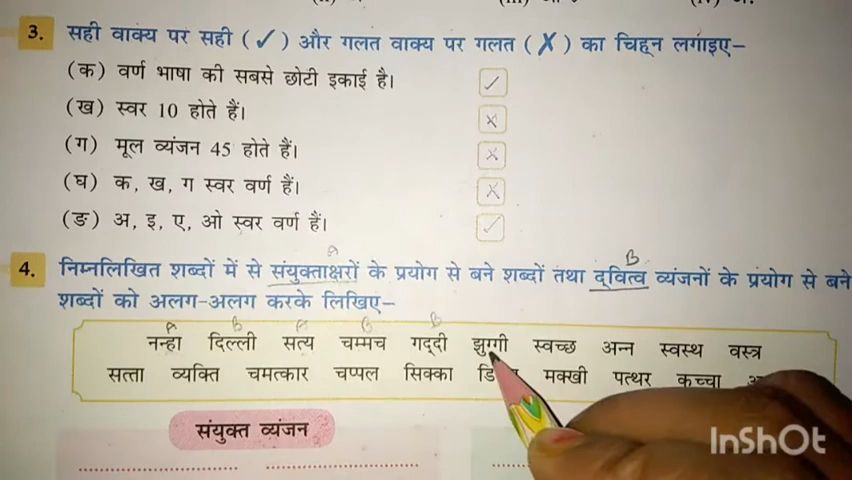 3. सही वाक्य पर सही (✓) और गलत वाक्य पर गलत (✗) का चिह्न लगाइए–
(क) वर्ण भाषा की सबसे छोटी इकाई है। ✓
(ख) स्वर 10 होते हैं। ✗
(ग) मूल व्यंजन 45 होते हैं। ✗
(घ) क, ख, ग स्वर वर्ण हैं। ✗
(ङ) अ, इ, ए, ओ स्वर वर्ण हैं। ✓
A B
4. निम्नलिखित शब्दों में से संयुक्ताक्षरों के प्रयोग से बने शब्दों तथा द्वित्व व्यंजनों के प्रयोग से बने
शब्दों को अलग-अलग करके लिखिए–
A B A B B
नन्हा दिल्ली सत्य चम्मच गद्दी झुग्गी स्वच्छ अन्न स्वस्थ वस्त्र
सत्ता व्यक्ति चमत्कार चप्पल सिक्का मक्खी पत्थर कच्चा
संयुक्त व्यंजन
InShOt